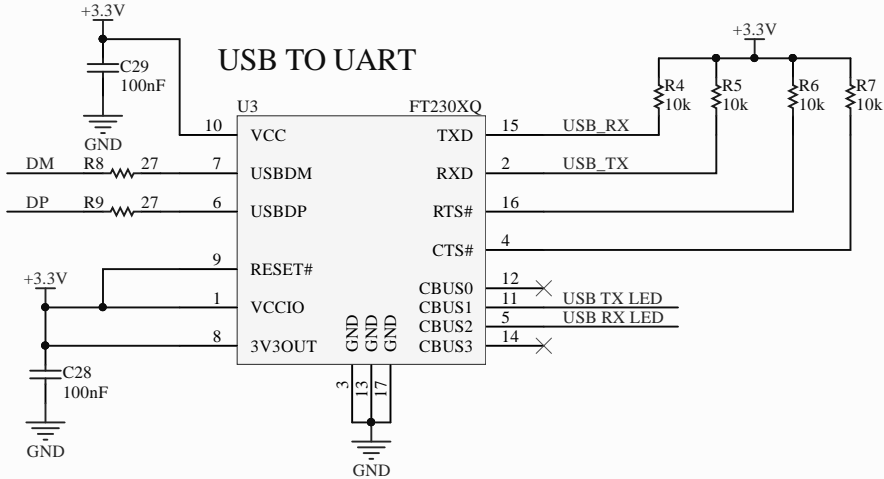 +3.3V
C29
100nF
GND
USB TO UART
+3.3V
R4
10k
R5
10k
R6
10k
R7
10k
U3
FT230XQ
10
VCC
TXD
15
USB_RX
DM
R8
27
7
USBDM
RXD
2
USB_TX
DP
R9
27
6
USBDP
RTS#
16
CTS#
4
9
RESET#
+3.3V
CBUS0
12
1
VCCIO
CBUS1
11
USB TX LED
CBUS2
5
USB RX LED
8
3V3OUT
CBUS3
14
GND
GND
GND
3
13
17
C28
100nF
GND
GND